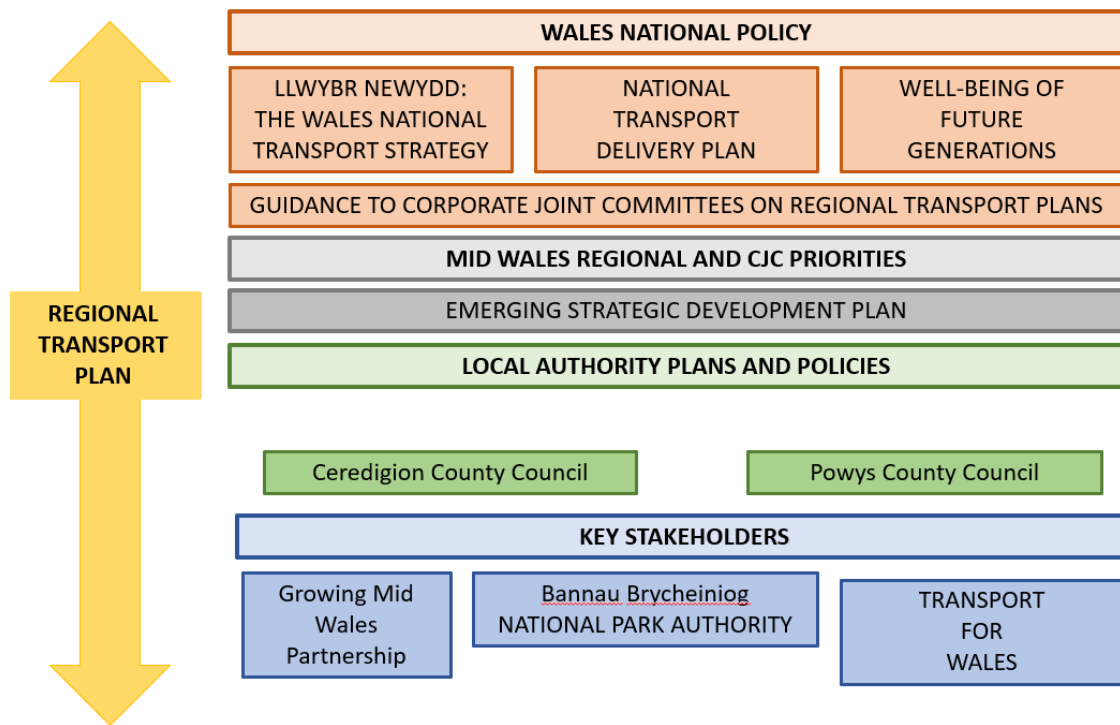 WALES NATIONAL POLICY
LLWYBR NEWYDD:
THE WALES NATIONAL
TRANSPORT STRATEGY
NATIONAL
TRANSPORT
DELIVERY PLAN
WELL-BEING OF
FUTURE
GENERATIONS
GUIDANCE TO CORPORATE JOINT COMMITTEES ON REGIONAL TRANSPORT PLANS
MID WALES REGIONAL AND CJC PRIORITIES
EMERGING STRATEGIC DEVELOPMENT PLAN
REGIONAL
TRANSPORT
PLAN
LOCAL AUTHORITY PLANS AND POLICIES
Ceredigion County Council
Powys County Council
KEY STAKEHOLDERS
Growing Mid
Wales
Partnership
Bannau Brycheiniog
NATIONAL PARK AUTHORITY
TRANSPORT
FOR
WALES